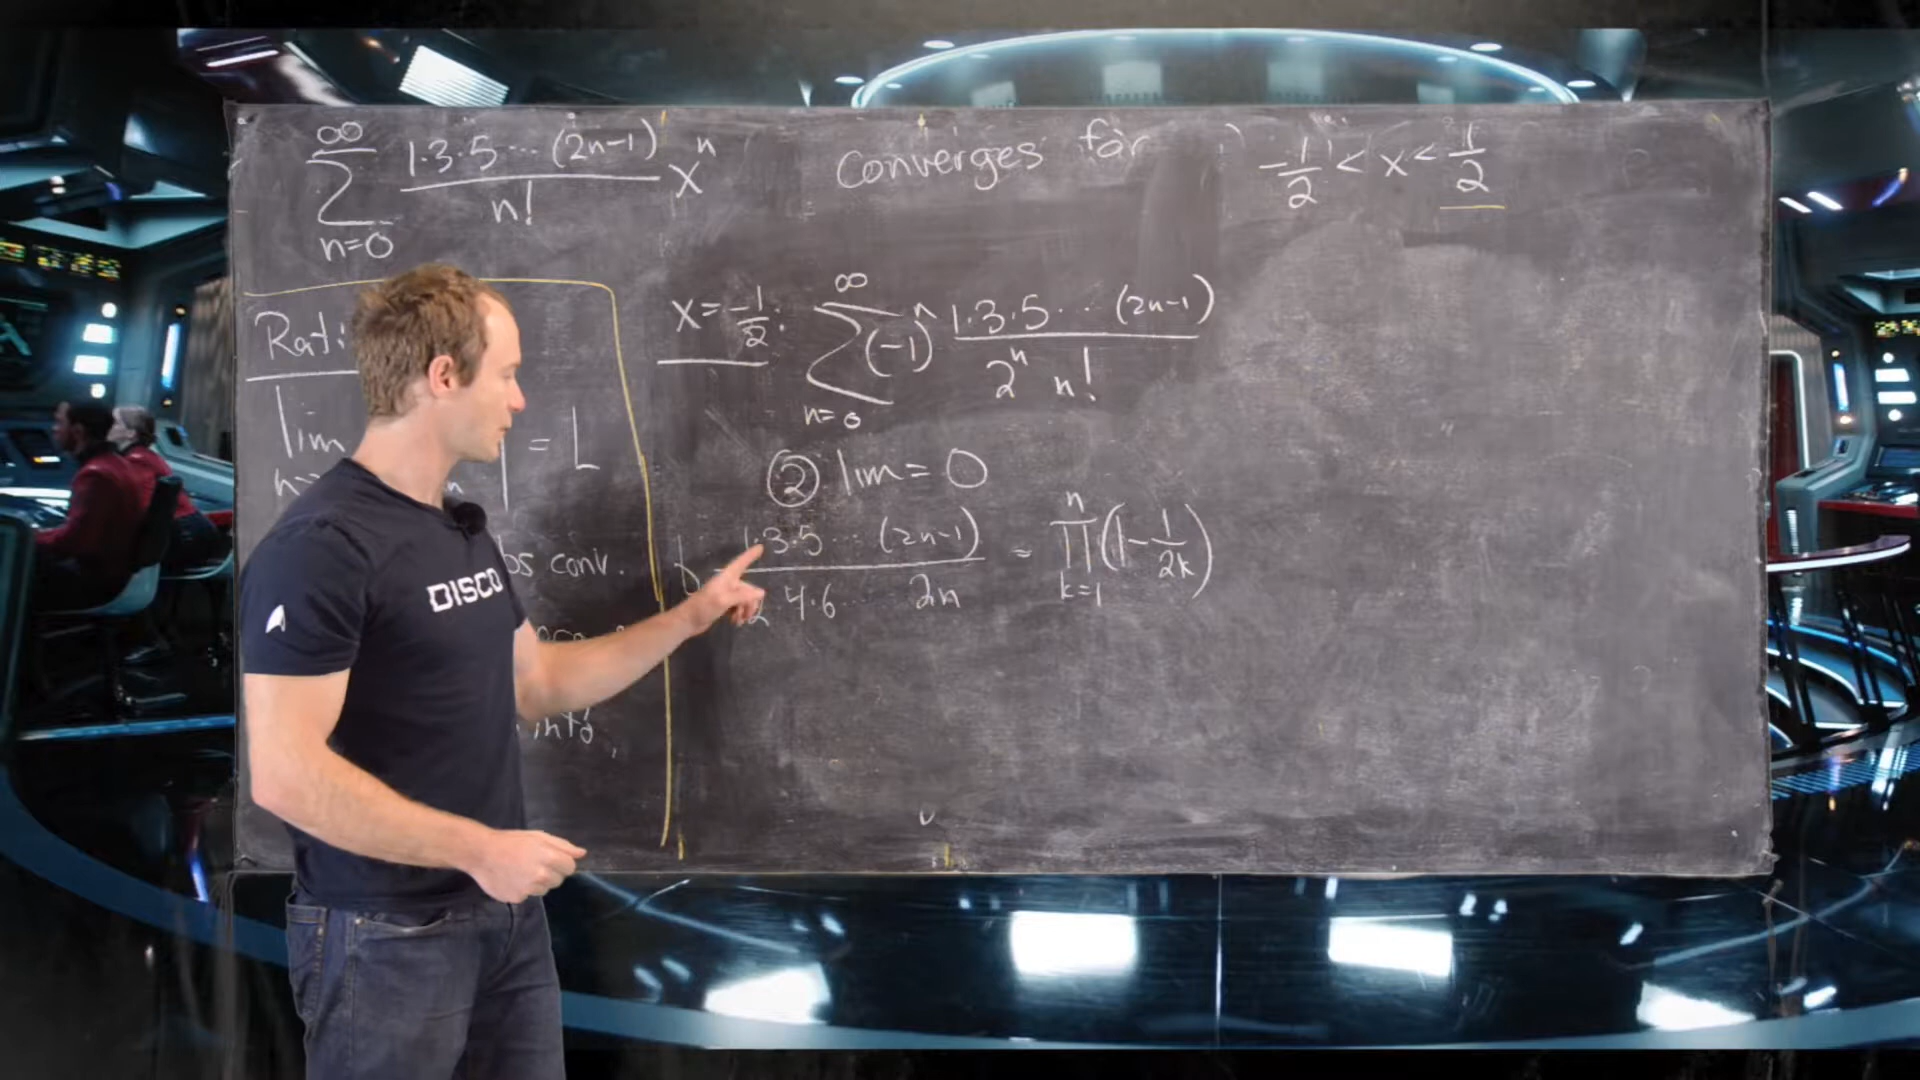 ∞ Σ n=0 1·3·5···(2n-1) / n! xⁿ Converges for -1/2 < x < 1/2
x = -1/2: ∞ Σ n=0 (-1)ⁿ 1·3·5···(2n-1) / 2ⁿ n!
lim = L
② lim = 0
1·3·5···(2n-1) / 2·4·6···2n = n ∏ k=1 (1 - 1/2k)
conv.
DISCO